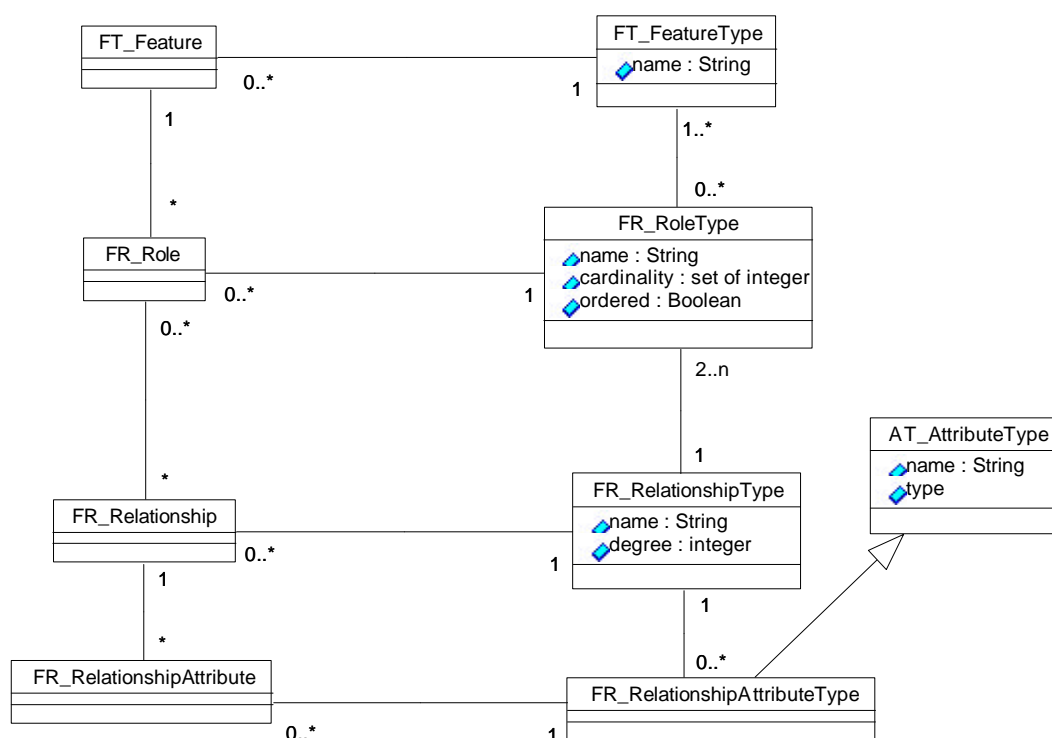 FT_Feature
FT_FeatureType
name : String
0..*
1
1
1..*
*
0..*
FR_Role
FR_RoleType
name : String
cardinality : set of integer
ordered : Boolean
0..*
1
0..*
2..n
AT_AttributeType
name : String
type
*
1
FR_Relationship
FR_RelationshipType
name : String
degree : integer
0..*
1
1
1
*
0..*
FR_RelationshipAttribute
FR_RelationshipAttributeType
0..*
1